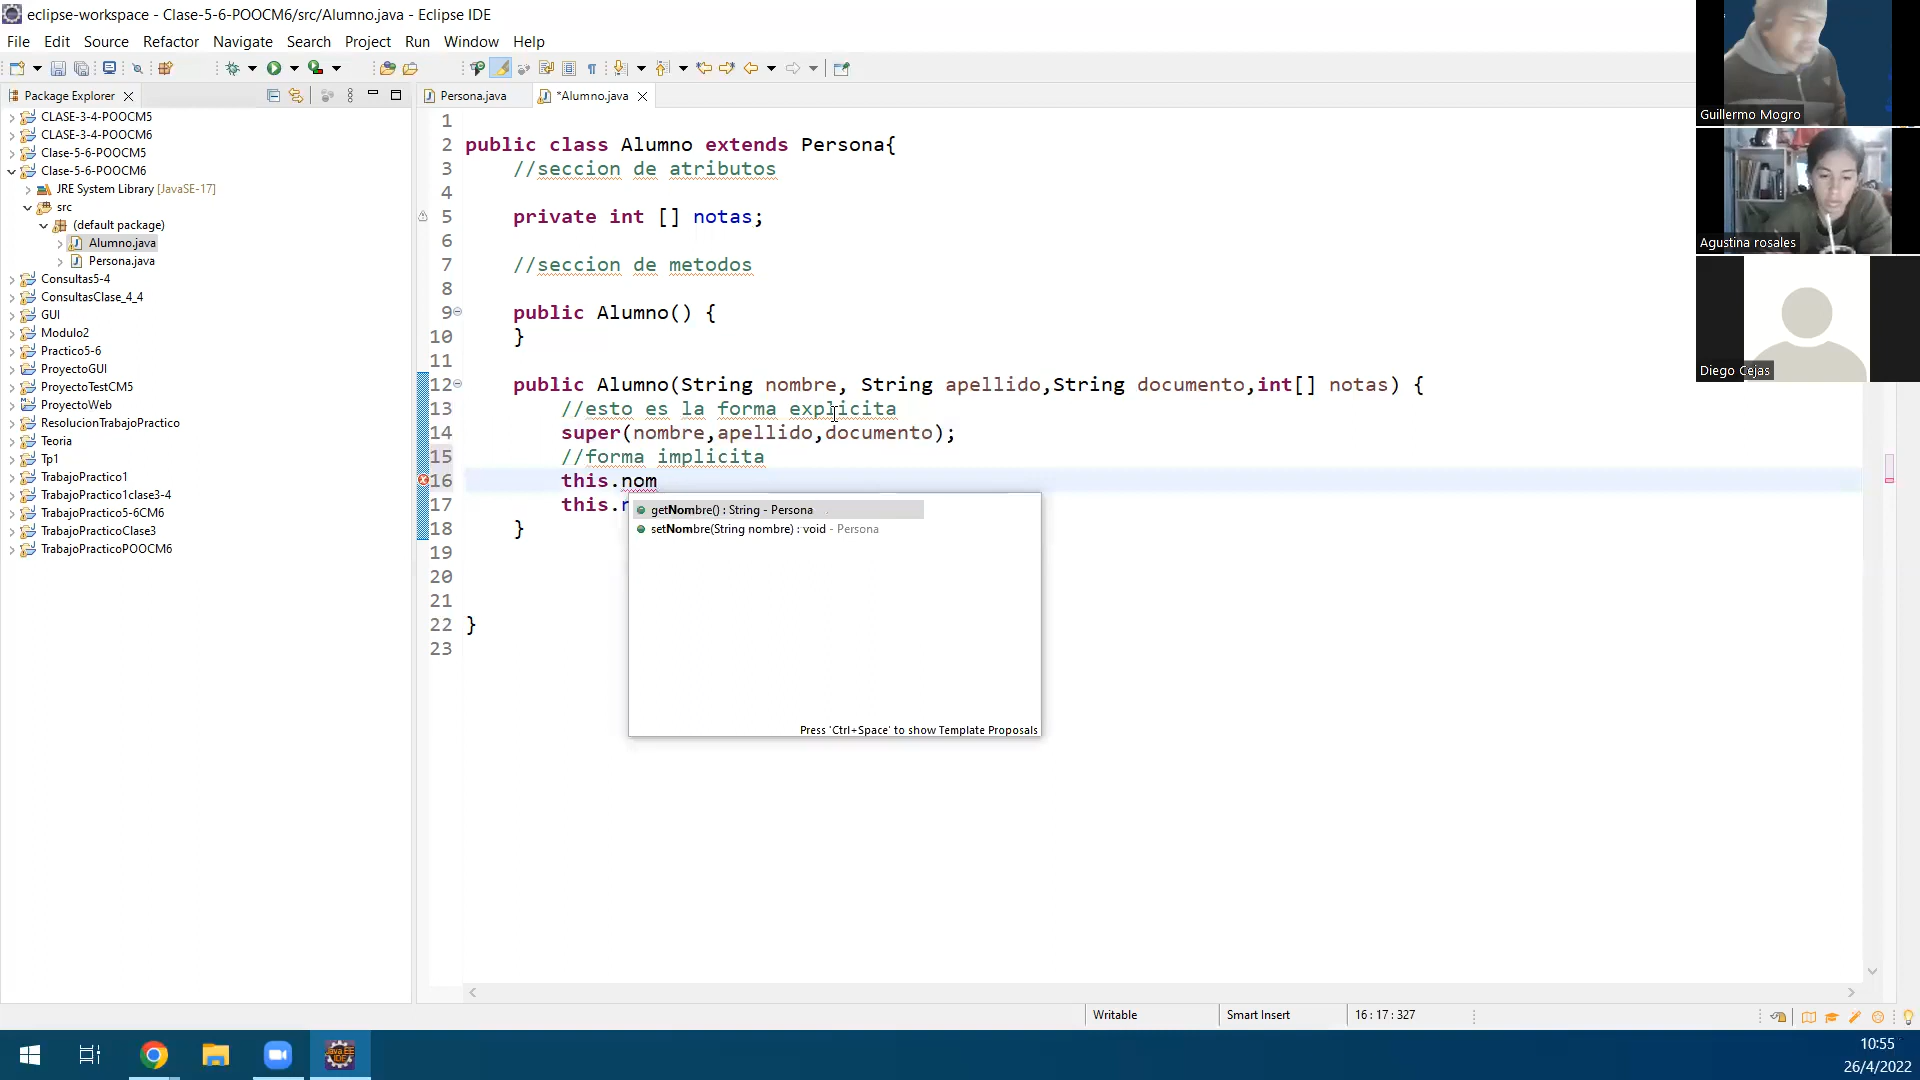 eclipse-workspace - Clase-5-6-POOCM6/src/Alumno.java - Eclipse IDE
File Edit Source Refactor Navigate Search Project Run Window Help
Package Explorer
CLASE-3-4-POOCM5
CLASE-3-4-POOCM6
Clase-5-6-POOCM5
Clase-5-6-POOCM6
JRE System Library [JavaSE-17]
src
(default package)
Alumno.java
Persona.java
Consultas5-4
ConsultasClase_4_4
GUI
Modulo2
Practico5-6
ProyectoGUI
ProyectoTestCM5
ProyectoWeb
ResolucionTrabajoPractico
Teoria
Tp1
TrabajoPractico1
TrabajoPractico1clase3-4
TrabajoPractico5-6CM6
TrabajoPracticoClase3
TrabajoPracticoPOOCM6
Persona.java *Alumno.java
1
2 public class Alumno extends Persona{
3 //seccion de atributos
4
5 private int [] notas;
6
7 //seccion de metodos
8
9 public Alumno() {
10 }
11
12 public Alumno(String nombre, String apellido,String documento,int[] notas) {
13 //esto es la forma explicita
14 super(nombre,apellido,documento);
15 //forma implicita
16 this.nom
17 this.
18 }
19
20
21
22 }
23
getNombre() : String - Persona
setNombre(String nombre) : void - Persona
Press 'Ctrl+Space' to show Template Proposals
Guillermo Mogro
Agustina rosales
Diego Cejas
Writable Smart Insert 16 : 17 : 327
Java EE
IDE
10:55
26/4/2022